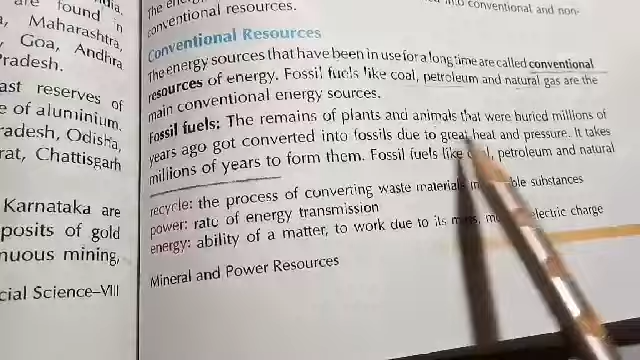 are found in
Maharashtra,
Goa, Andhra
Pradesh.
ast reserves of
e of aluminium.
radesh, Odisha,
rat, Chattisgarh
Karnataka are
posits of gold
nuous mining,
cial Science–VIII
into conventional and non-
conventional resources.
Conventional Resources
The energy sources that have been in use for a long time are called conventional
resources of energy. Fossil fuels like coal, petroleum and natural gas are the
main conventional energy sources.
Fossil fuels: The remains of plants and animals that were buried millions of
years ago got converted into fossils due to great heat and pressure. It takes
millions of years to form them. Fossil fuels like petroleum and natural
recycle: the process of converting waste materials substances
power: rate of energy transmission
energy: ability of a matter, to work due to its electric charge
Mineral and Power Resources